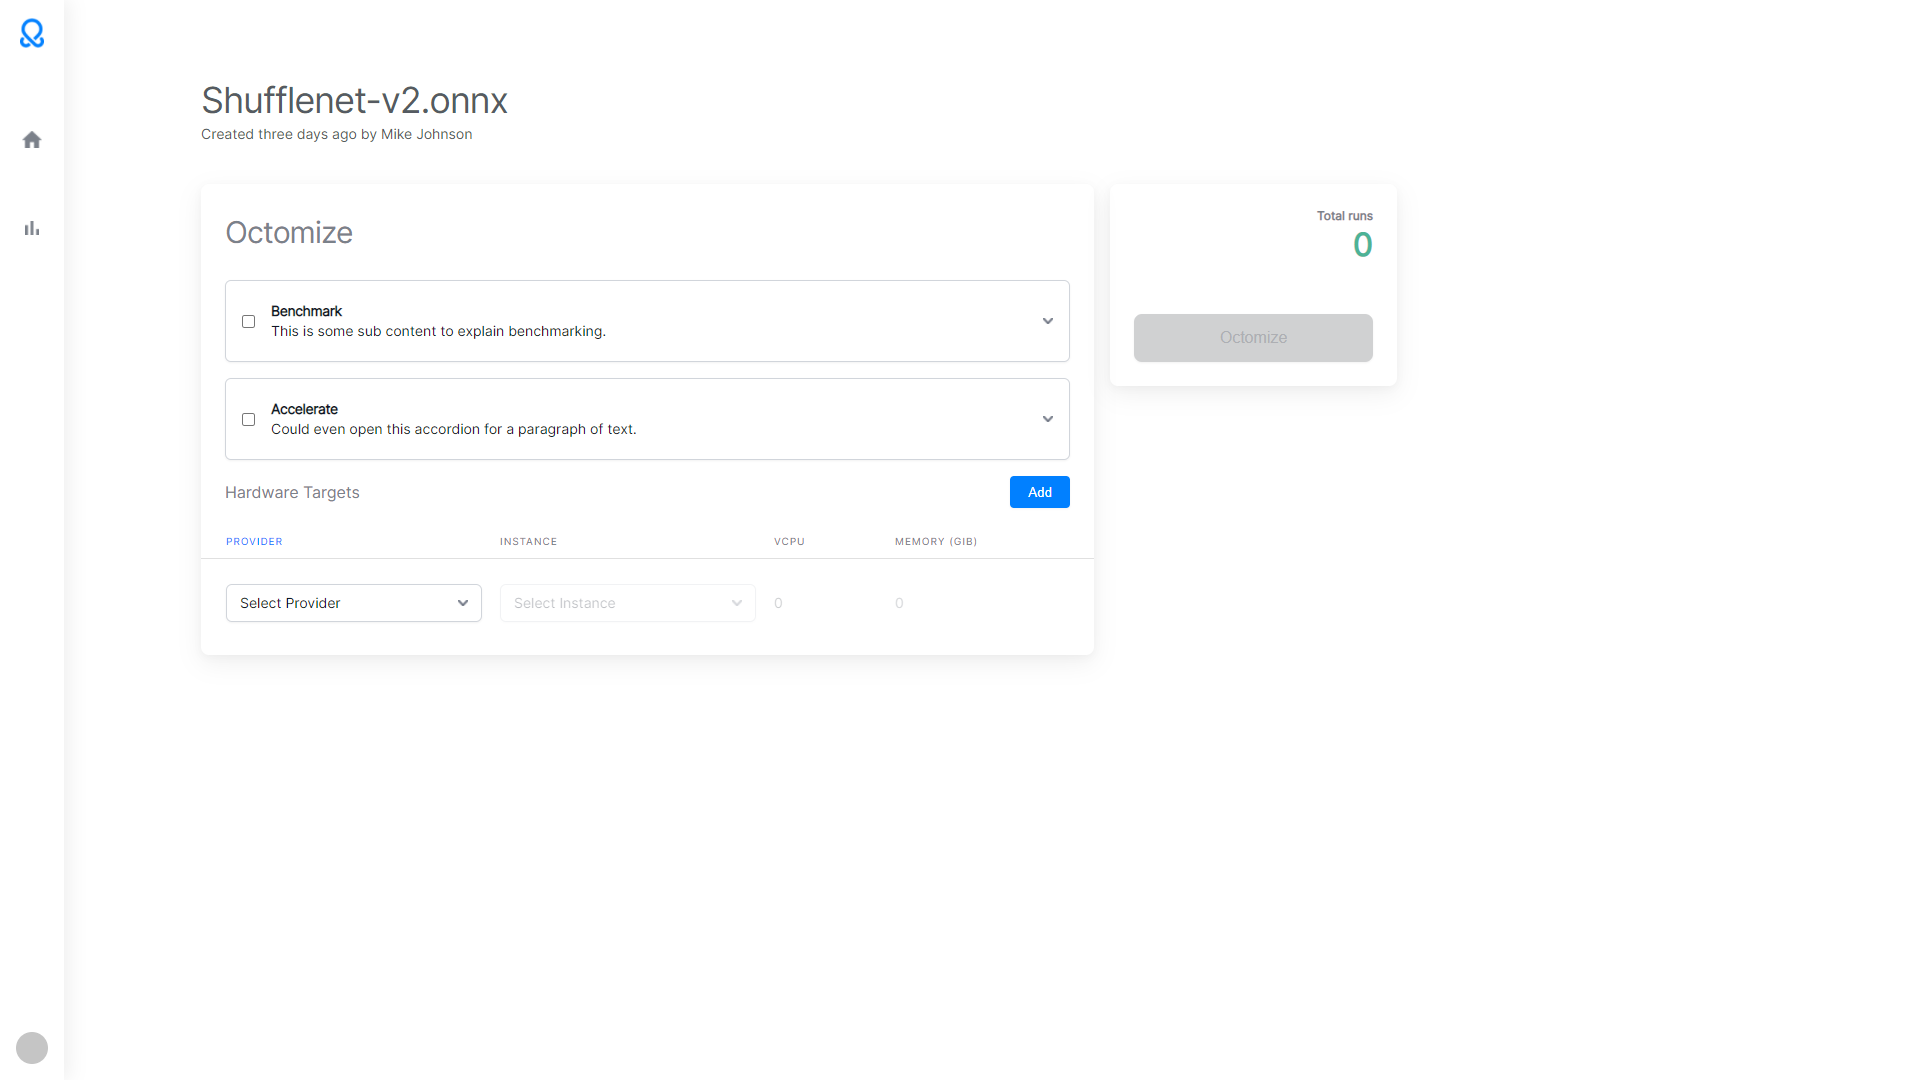 Shufflenet-v2.onnx
Created three days ago by Mike Johnson
Octomize
Benchmark
This is some sub content to explain benchmarking.
Accelerate
Could even open this accordion for a paragraph of text.
Hardware Targets
Add
PROVIDER INSTANCE VCPU MEMORY (GIB)
Select Provider Select Instance 0 0
Total runs
0
Octomize